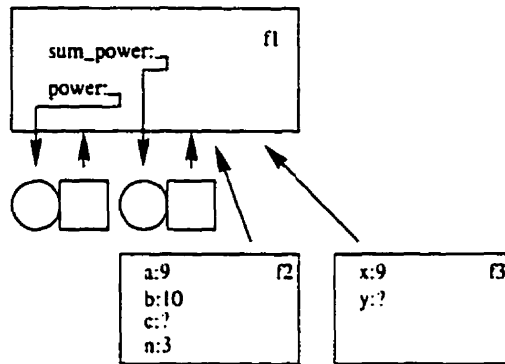 f1
sum_power:
power:
a:9 f2
b:10
c:?
n:3
x:9 f3
y:?